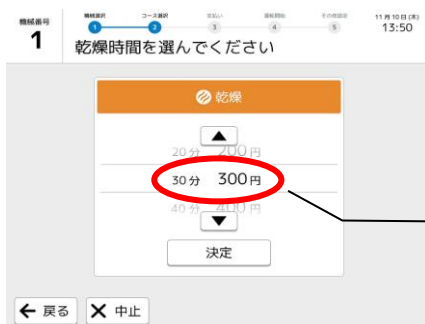 機械番号
1
機械選択 コース選択 支払い 運転開始 その他設定
1 2 3 4 5
11月10日(木)
13:50
乾燥時間を選んでください
乾燥
▲
20分 200円
30分 300円
40分 400円
▼
決定
← 戻る
✕ 中止